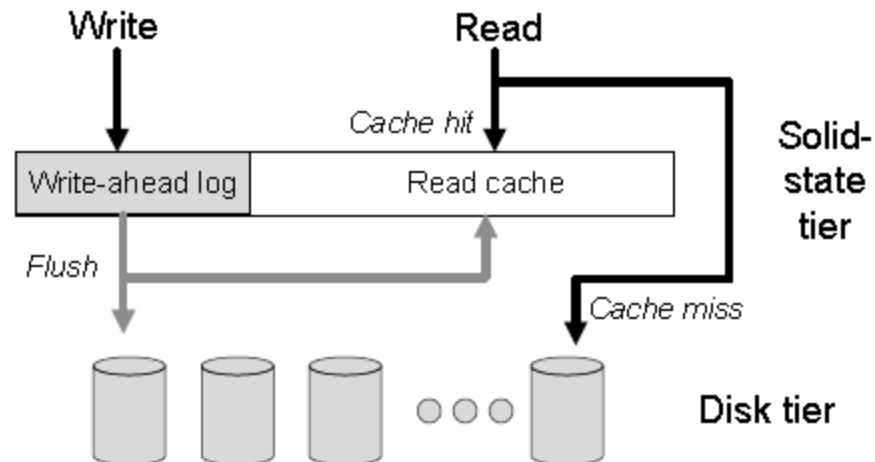 Write
Read
Cache hit
Solid-
state
tier
Write-ahead log
Read cache
Flush
Cache miss
Disk tier